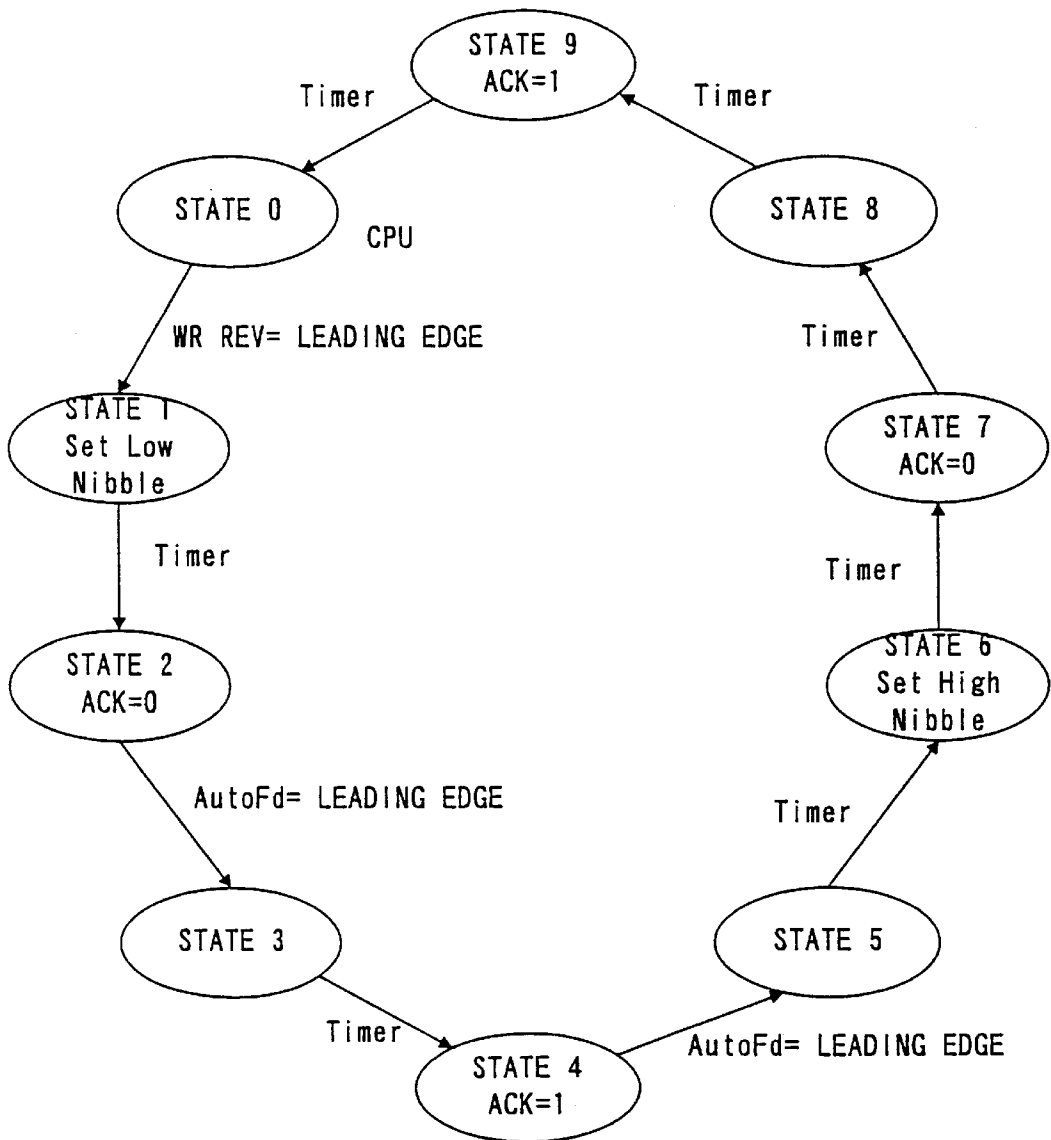 STATE 9
ACK=1
Timer
Timer
STATE 0
STATE 8
CPU
WR REV= LEADING EDGE
Timer
STATE 1
Set Low
Nibble
STATE 7
ACK=0
Timer
Timer
STATE 2
ACK=0
STATE 6
Set High
Nibble
AutoFd= LEADING EDGE
Timer
STATE 3
STATE 5
Timer
AutoFd= LEADING EDGE
STATE 4
ACK=1